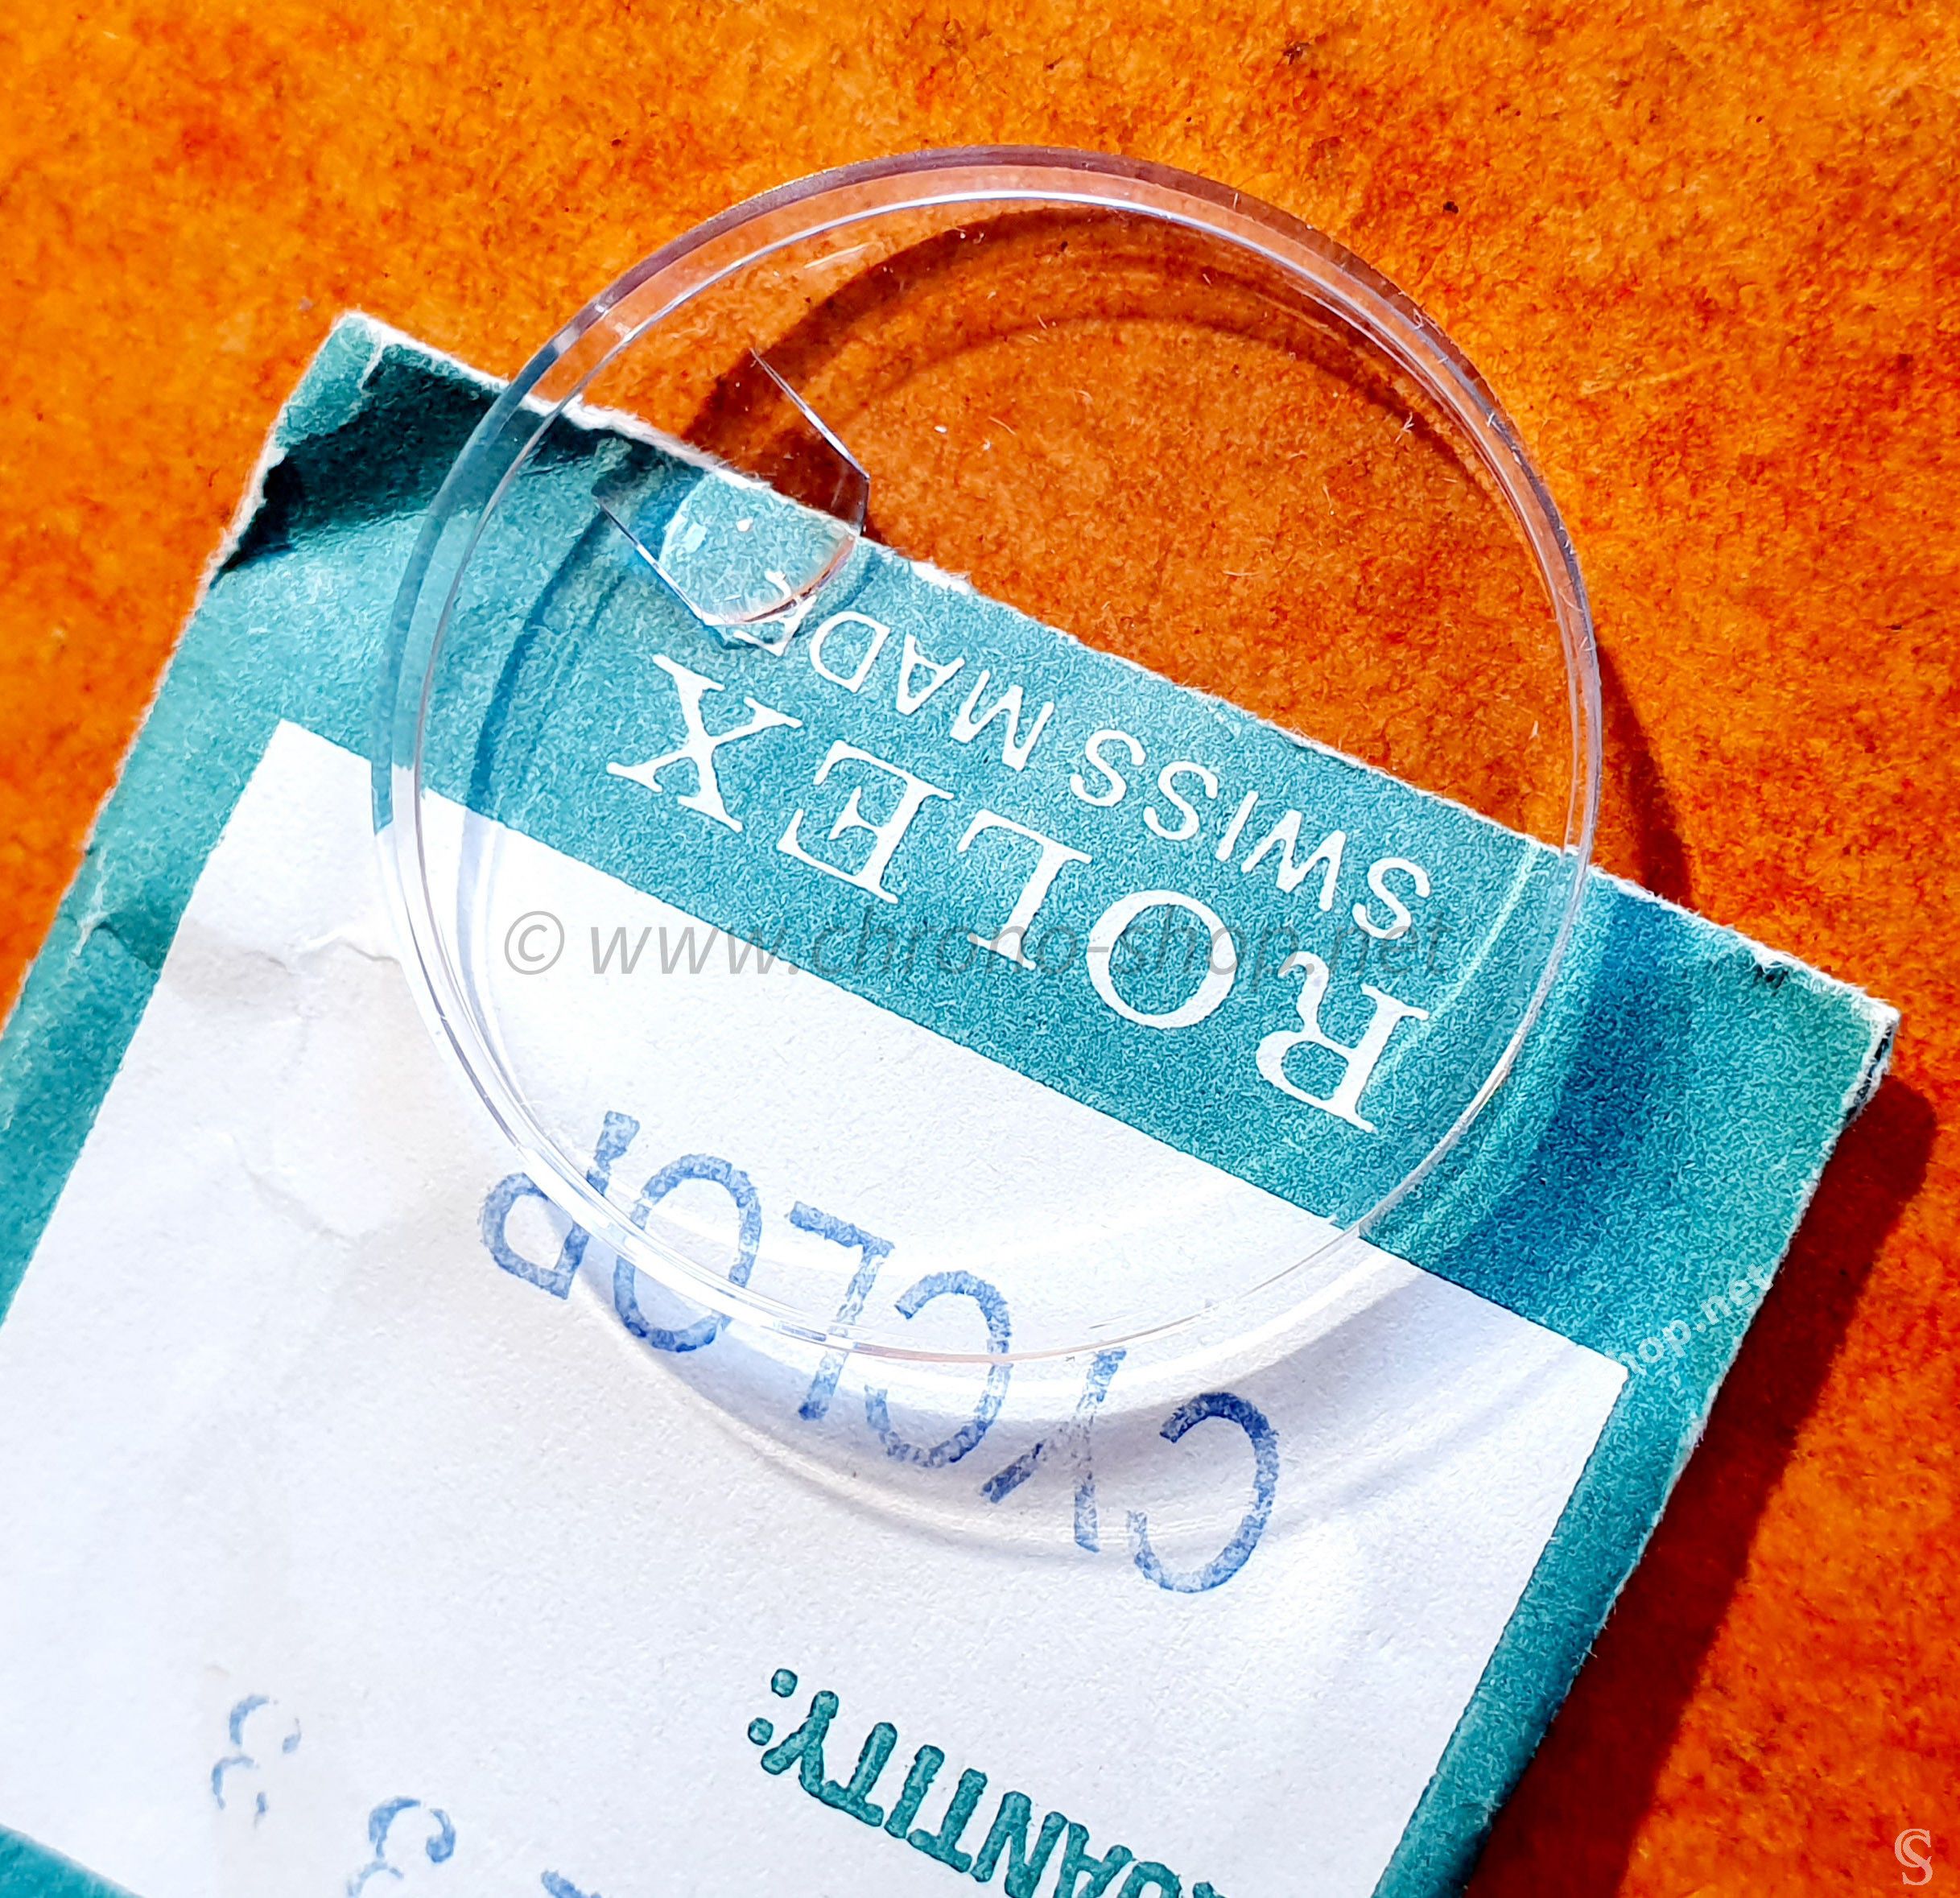 ROLEX
SWISS MADE
© www.chrono-shop.net
CYCLOP
QUANTITY: